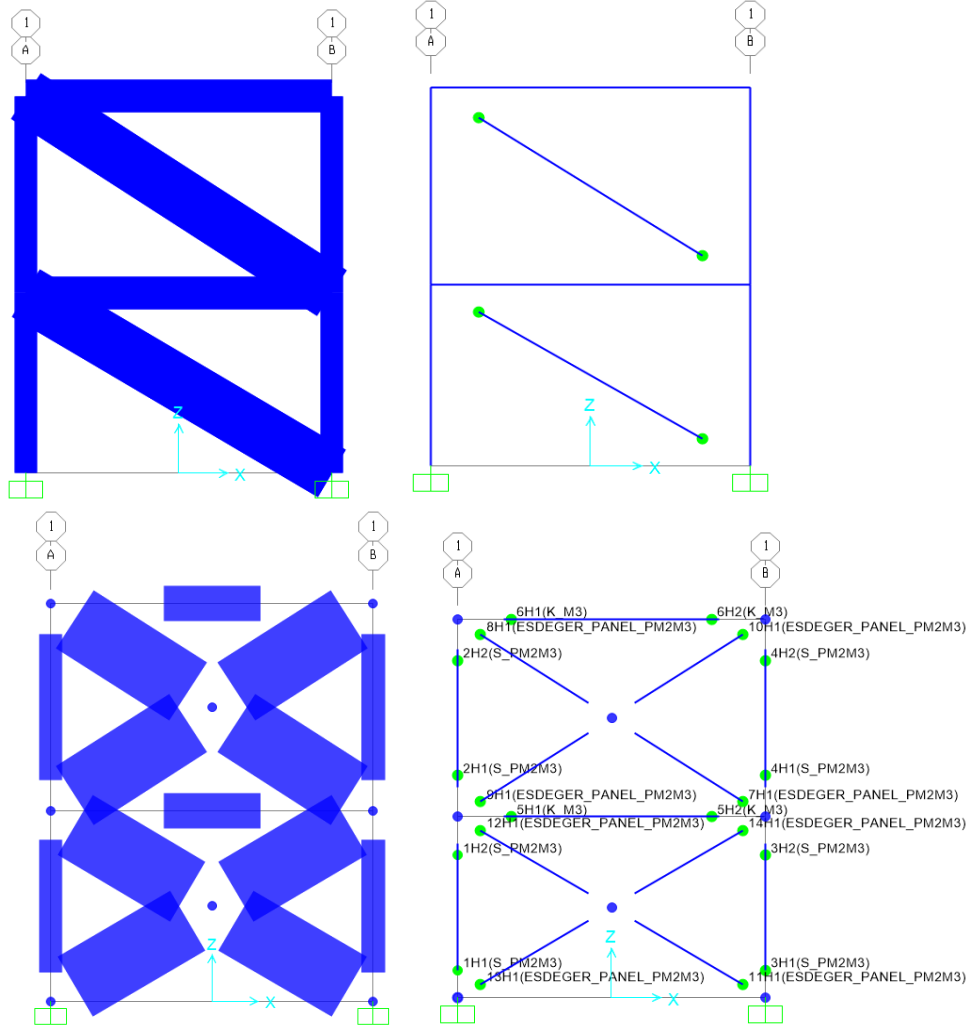 1
A
1
B
1
A
1
B
Z
X
Z
X
1
A
1
B
1
A
1
B
6H1(K_M3)
6H2(K_M3)
8H1(ESDEGER_PANEL_PM2M3)
10H1(ESDEGER_PANEL_PM2M3)
2H2(S_PM2M3)
4H2(S_PM2M3)
2H1(S_PM2M3)
4H1(S_PM2M3)
9H1(ESDEGER_PANEL_PM2M3)
7H1(ESDEGER_PANEL_PM2M3)
5H1(K_M3)
5H2(K_M3)
12H1(ESDEGER_PANEL_PM2M3)
14H1(ESDEGER_PANEL_PM2M3)
1H2(S_PM2M3)
3H2(S_PM2M3)
1H1(S_PM2M3)
3H1(S_PM2M3)
13H1(ESDEGER_PANEL_PM2M3)
11H1(ESDEGER_PANEL_PM2M3)
Z
X
Z
X